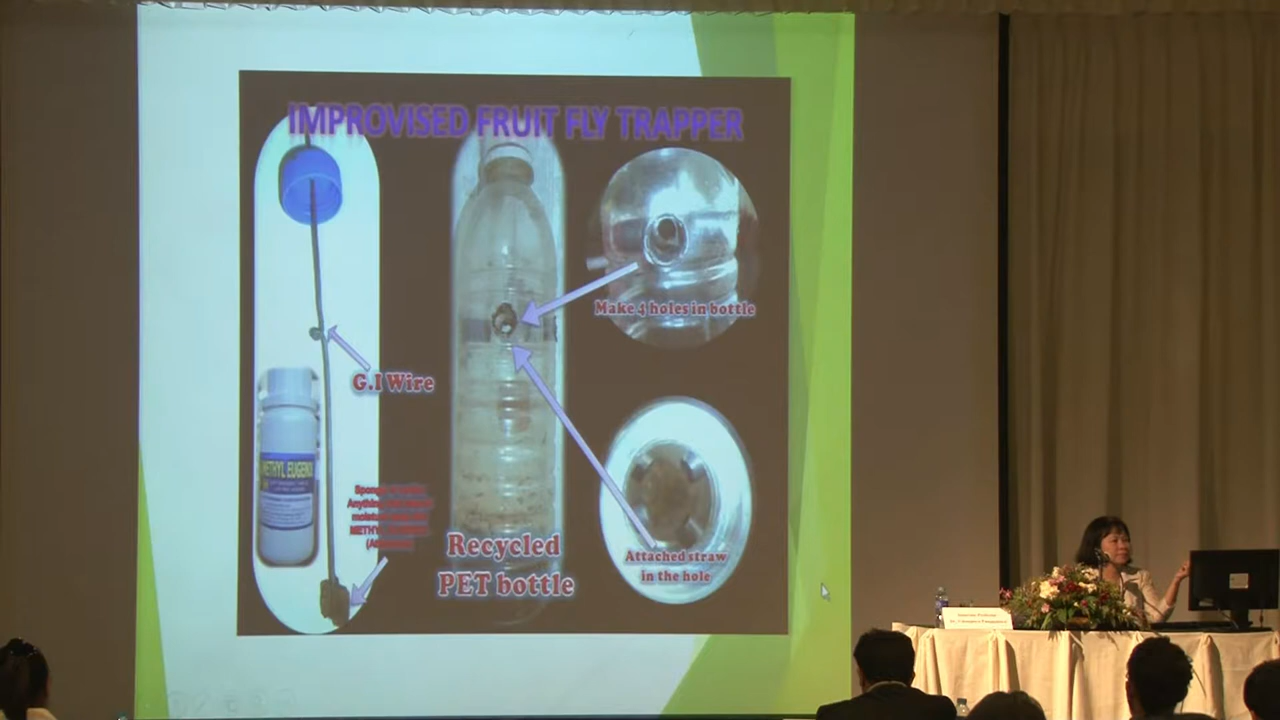 IMPROVISED FRUIT FLY TRAPPER
Make 4 holes in bottle
G.I Wire
METHYL EUGENOL
Recycled
PET bottle
Attached straw
in the hole